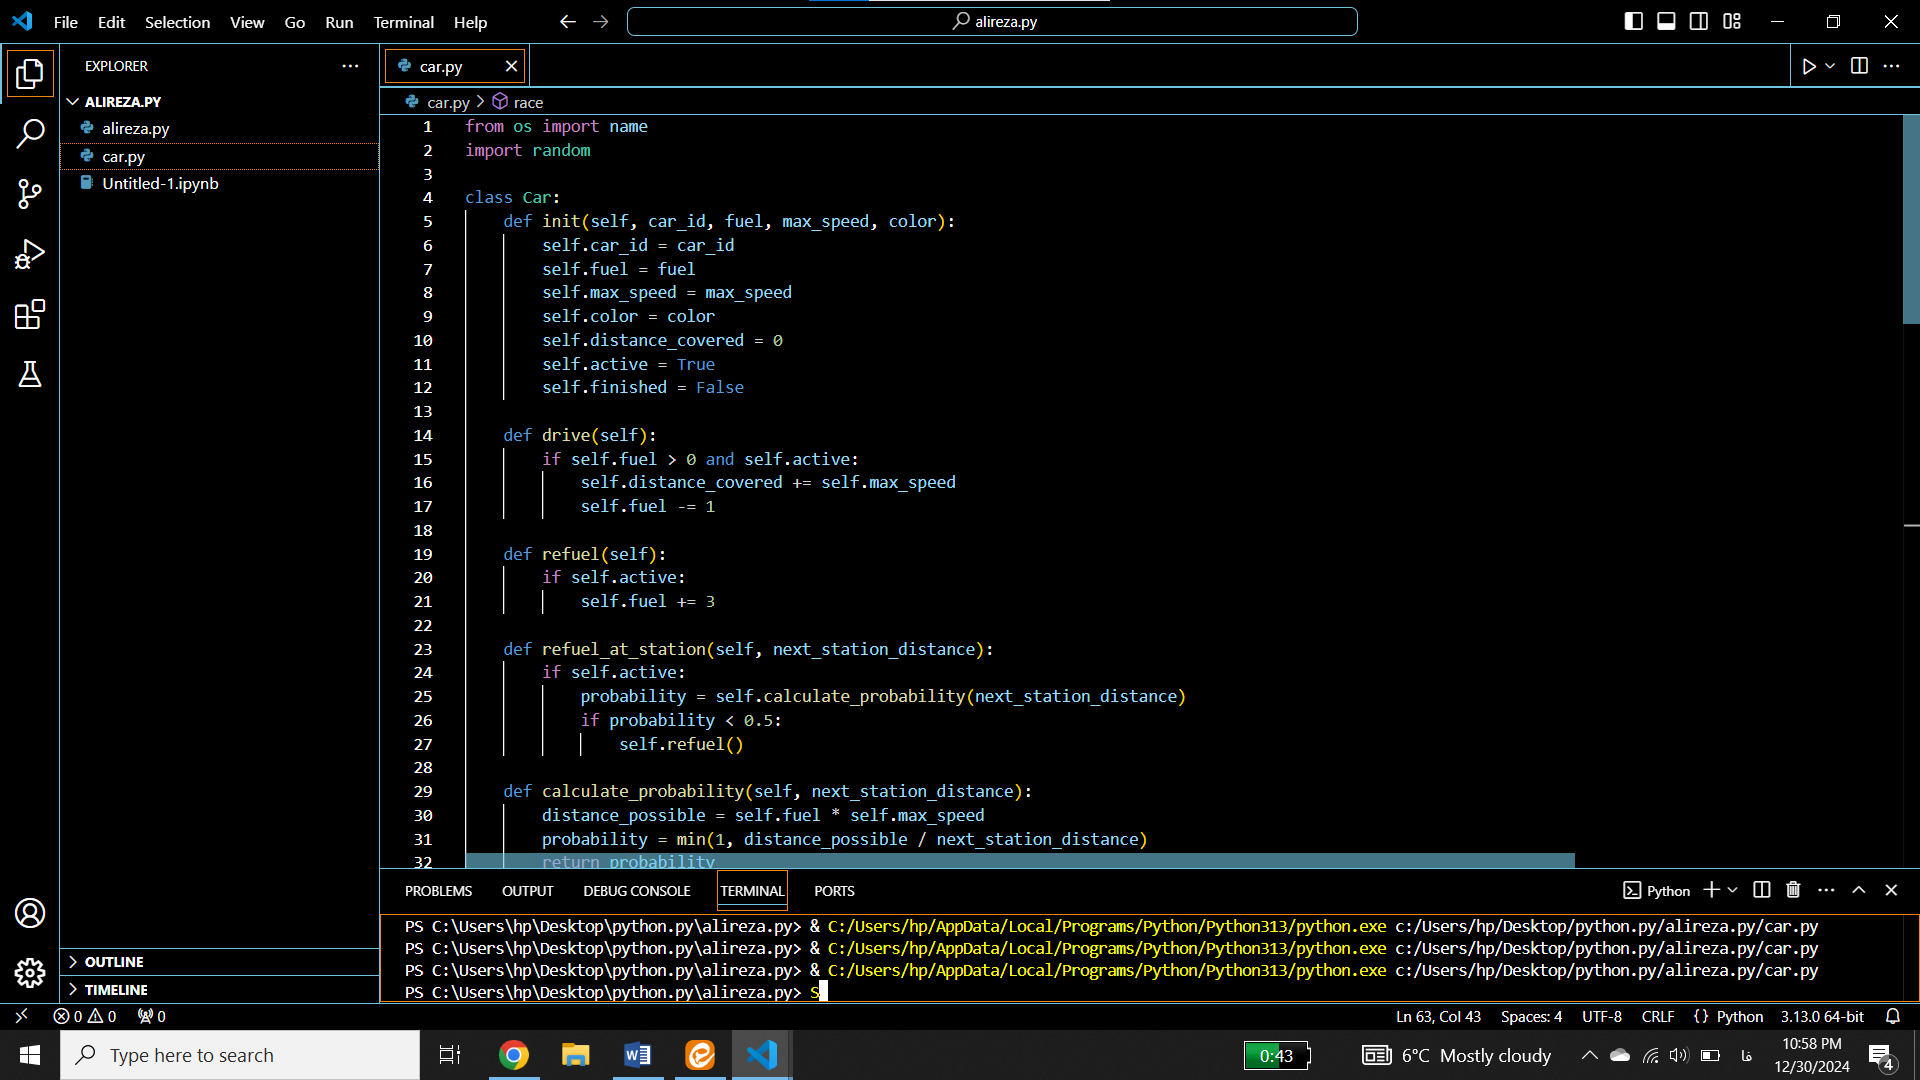 File Edit Selection View Go Run Terminal Help
alireza.py
EXPLORER
ALIREZA.PY
alireza.py
car.py
Untitled-1.ipynb
car.py
car.py > race
1 from os import name
2 import random
3
4 class Car:
5 def init(self, car_id, fuel, max_speed, color):
6 self.car_id = car_id
7 self.fuel = fuel
8 self.max_speed = max_speed
9 self.color = color
10 self.distance_covered = 0
11 self.active = True
12 self.finished = False
13
14 def drive(self):
15 if self.fuel > 0 and self.active:
16 self.distance_covered += self.max_speed
17 self.fuel -= 1
18
19 def refuel(self):
20 if self.active:
21 self.fuel += 3
22
23 def refuel_at_station(self, next_station_distance):
24 if self.active:
25 probability = self.calculate_probability(next_station_distance)
26 if probability < 0.5:
27 self.refuel()
28
29 def calculate_probability(self, next_station_distance):
30 distance_possible = self.fuel * self.max_speed
31 probability = min(1, distance_possible / next_station_distance)
32 return probability
PROBLEMS OUTPUT DEBUG CONSOLE TERMINAL PORTS
Python
PS C:\Users\hp\Desktop\python.py\alireza.py> & C:/Users/hp/AppData/Local/Programs/Python/Python313/python.exe c:/Users/hp/Desktop/python.py/alireza.py/car.py
PS C:\Users\hp\Desktop\python.py\alireza.py> & C:/Users/hp/AppData/Local/Programs/Python/Python313/python.exe c:/Users/hp/Desktop/python.py/alireza.py/car.py
PS C:\Users\hp\Desktop\python.py\alireza.py> & C:/Users/hp/AppData/Local/Programs/Python/Python313/python.exe c:/Users/hp/Desktop/python.py/alireza.py/car.py
PS C:\Users\hp\Desktop\python.py\alireza.py> S
OUTLINE
TIMELINE
0 0 0
Ln 63, Col 43 Spaces: 4 UTF-8 CRLF {} Python 3.13.0 64-bit
Type here to search
0:43
6°C Mostly cloudy
فا
10:58 PM
12/30/2024
4